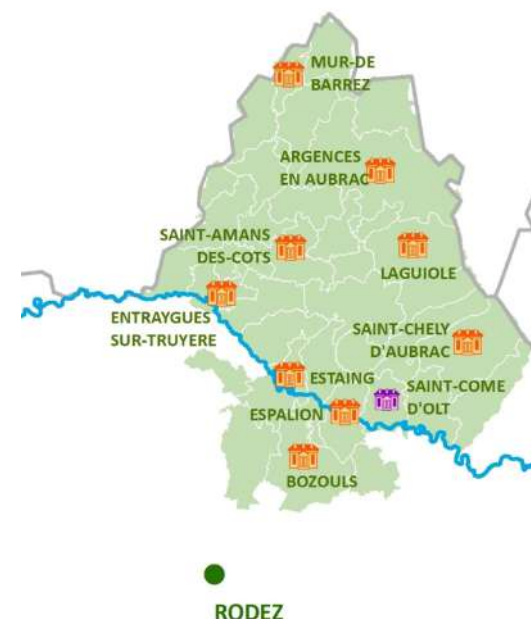 MUR-DE
BARREZ
ARGENCES
EN AUBRAC
SAINT-AMANS
DES-COTS
LAGUIOLE
ENTRAYGUES
SUR-TRUYERE
SAINT-CHELY
D'AUBRAC
ESTAING
SAINT-COME
D'OLT
ESPALION
BOZOULS
RODEZ